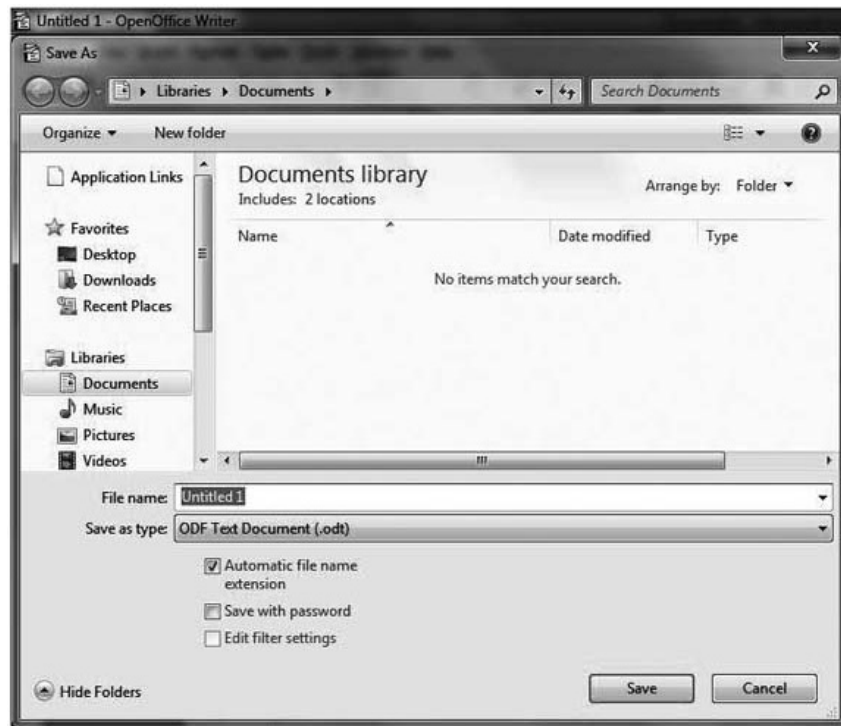 Untitled 1 - OpenOffice Writer
Save As
Libraries Documents
Search Documents
Organize New folder
Application Links
Favorites
Desktop
Downloads
Recent Places
Libraries
Documents
Music
Pictures
Videos
Documents library
Includes: 2 locations
Arrange by: Folder
Name Date modified Type
No items match your search.
File name: Untitled 1
Save as type: ODF Text Document (.odt)
Automatic file name
extension
Save with password
Edit filter settings
Hide Folders
Save
Cancel